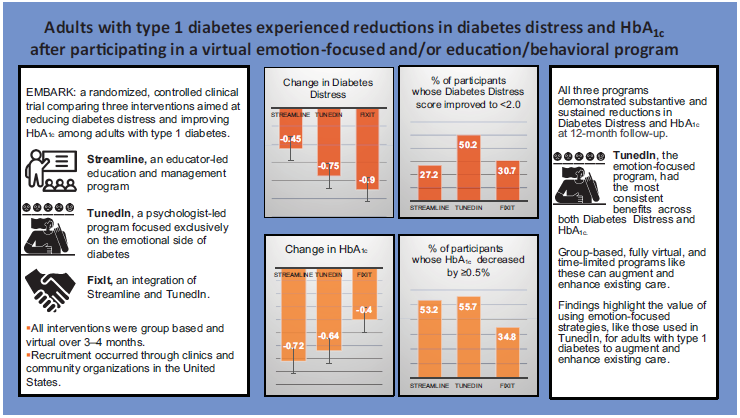 Adults with type 1 diabetes experienced reductions in diabetes distress and HbA1c
after participating in a virtual emotion-focused and/or education/behavioral program
EMBARK: a randomized, controlled clinical
trial comparing three interventions aimed at
reducing diabetes distress and improving
HbA1c among adults with type 1 diabetes.
Streamline, an educator-led
education and management
program
TunedIn, a psychologist-led
program focused exclusively
on the emotional side of
diabetes
FixIt, an integration of
Streamline and TunedIn.
▪All interventions were group based and
virtual over 3–4 months.
▪Recruitment occurred through clinics and
community organizations in the United
States.
Change in Diabetes
Distress
STREAMLINE TUNEDIN FIXIT
-0.45
-0.75
-0.9
% of participants
whose Diabetes Distress
score improved to <2.0
27.2
50.2
30.7
STREAMLINE TUNEDIN FIXIT
Change in HbA1c
STREAMLINE TUNEDIN FIXIT
-0.72
-0.64
-0.4
% of participants
whose HbA1c decreased
by ≥0.5%
53.2
55.7
34.8
STREAMLINE TUNEDIN FIXIT
All three programs
demonstrated substantive and
sustained reductions in
Diabetes Distress and HbA1c
at 12-month follow-up.
TunedIn, the
emotion-focused
program, had
the most
consistent
benefits across
both Diabetes Distress and
HbA1c.
Group-based, fully virtual, and
time-limited programs like
these can augment and
enhance existing care.
Findings highlight the value of
using emotion-focused
strategies, like those used in
TunedIn, for adults with type 1
diabetes to augment and
enhance existing care.